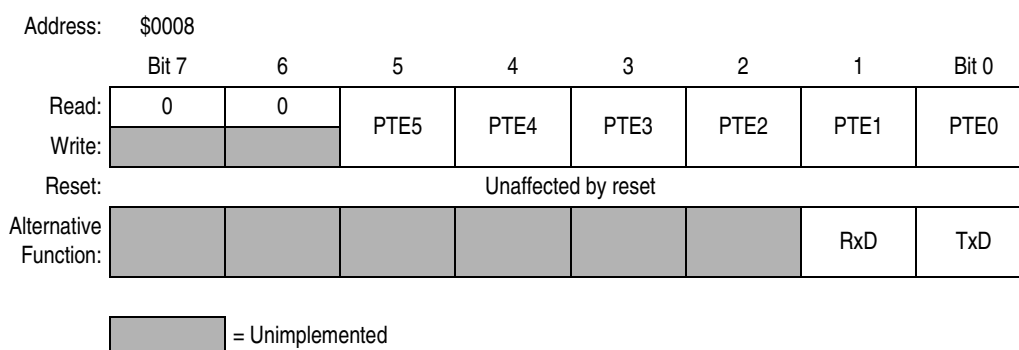 Address: $0008
Bit 7 6 5 4 3 2 1 Bit 0
Read: 0 0 PTE5 PTE4 PTE3 PTE2 PTE1 PTE0
Write:
Reset: Unaffected by reset
Alternative Function: RxD TxD
= Unimplemented